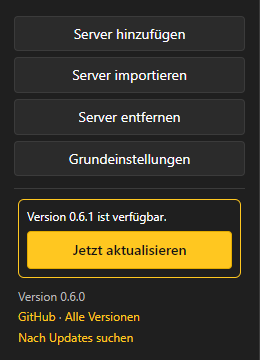 Server hinzufügen
Server importieren
Server entfernen
Grundeinstellungen
Version 0.6.1 ist verfügbar.
Jetzt aktualisieren
Version 0.6.0
GitHub · Alle Versionen
Nach Updates suchen